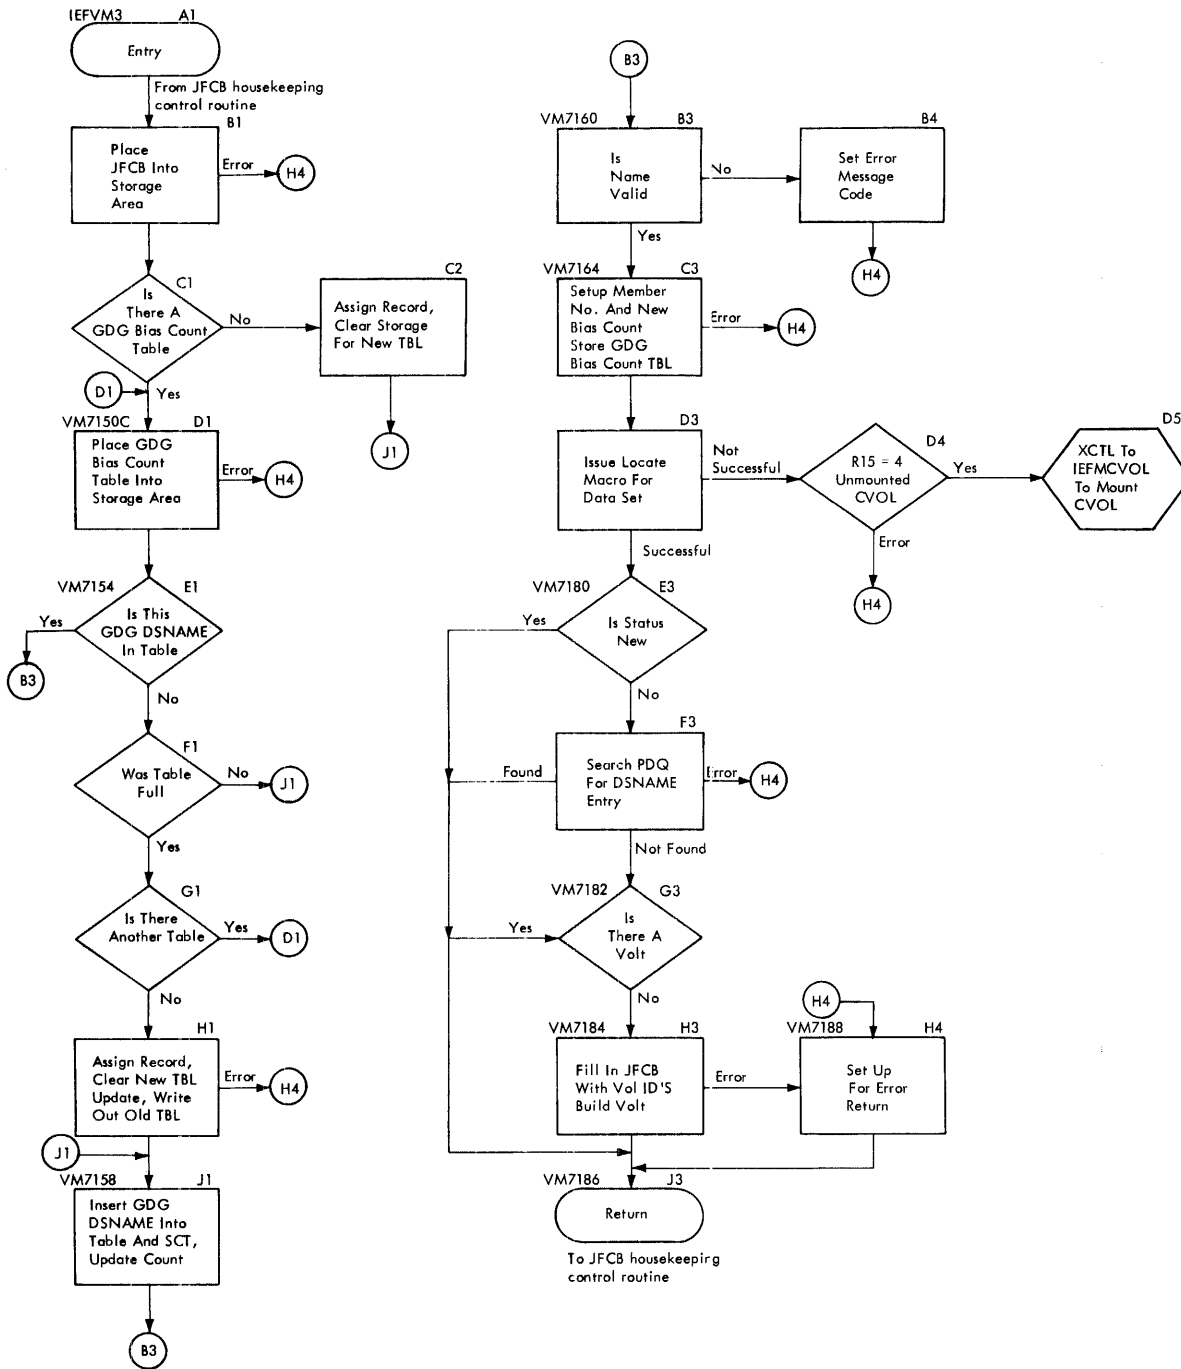 IEFVM3 A1
Entry
From JFCB housekeeping
control routine
B1
Place
JFCB Into
Storage
Area
Error
H4
C1
Is
There A
GDG Bias Count
Table
No
C2
Assign Record,
Clear Storage
For New TBL
J1
D1
Yes
VM7150C D1
Place GDG
Bias Count
Table Into
Storage Area
Error
H4
VM7154 E1
Is This
GDG DSNAME
In Table
Yes
B3
No
F1
Was Table
Full
No
J1
Yes
G1
Is There
Another Table
Yes
D1
No
H1
Assign Record,
Clear New TBL
Update, Write
Out Old TBL
Error
H4
J1
VM7158 J1
Insert GDG
DSNAME Into
Table And SCT,
Update Count
B3
B3
VM7160 B3
Is
Name
Valid
No
B4
Set Error
Message
Code
H4
Yes
VM7164 C3
Setup Member
No. And New
Bias Count
Store GDG
Bias Count TBL
Error
H4
D3
Issue Locate
Macro For
Data Set
Not
Successful
D4
R15 = 4
Unmounted
CVOL
Yes
D5
XCTL To
IEFMCVOL
To Mount
CVOL
Error
H4
Successful
VM7180 E3
Is Status
New
Yes
No
F3
Search PDQ
For DSNAME
Entry
Found
Error
H4
Not Found
VM7182 G3
Is
There A
Volt
Yes
No
H4
VM7184 H3
Fill In JFCB
With Vol ID'S
Build Volt
Error
VM7188 H4
Set Up
For Error
Return
VM7186 J3
Return
To JFCB housekeeping
control routine